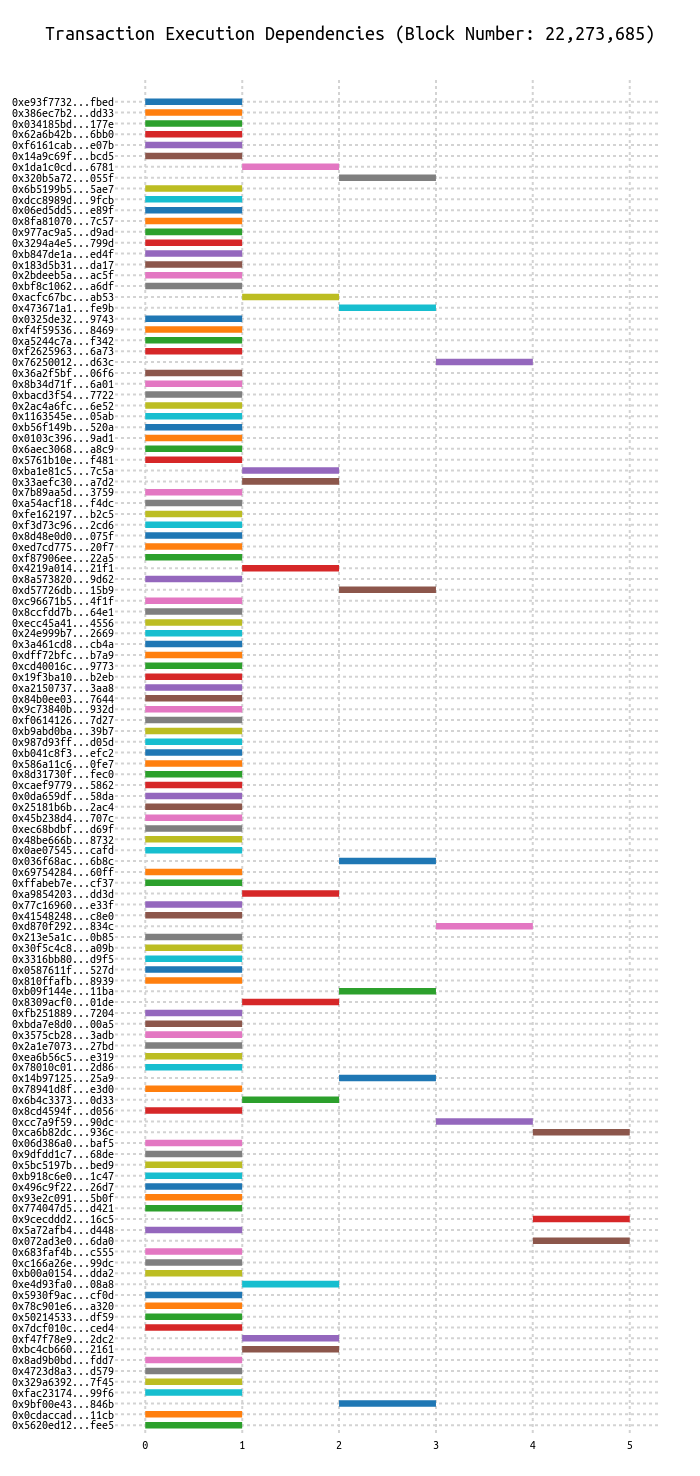 Transaction Execution Dependencies (Block Number: 22,273,685)
0xe93f7732...fbed
0x386ec7b2...dd33
0x034185bd...177e
0x62a6b42b...6bb0
0xf6161cab...e07b
0x14a9c69f...bcd5
0x1da1c0cd...6781
0x320b5a72...055f
0x6b5199b5...5ae7
0xdcc8989d...9fcb
0x06ed5dd5...e89f
0x8fa81070...7c57
0x977ac9a5...d9ad
0x3294a4e5...799d
0xb847de1a...ed4f
0x183d5b31...da17
0x2bdeeb5a...ac5f
0xbf8c1062...a6df
0xacfc67bc...ab53
0x473671a1...fe9b
0x0325de32...9743
0xf4f59536...8469
0xa5244c7a...f342
0xf2625963...6a73
0x76250012...d63c
0x36a2f5bf...06f6
0x8b34d71f...6a01
0xbacd3f54...7722
0x2ac4a6fc...6e52
0x1163545e...05ab
0xb56f149b...520a
0x0103c396...9ad1
0x6aec3068...a8c9
0x5761b10e...f481
0xba1e81c5...7c5a
0x33aefc30...a7d2
0x7b89aa5d...3759
0xa54acf18...f4dc
0xfe162197...b2c5
0xf3d73c96...2cd6
0x8d48e0d0...075f
0xed7cd775...20f7
0xf87906ee...22a5
0x4219a014...21f1
0x8a573820...9d62
0xd57726db...15b9
0xc96671b5...4f1f
0x8ccfdd7b...64e1
0xecc45a41...4556
0x24e999b7...2669
0x3a461cd8...cb4a
0xdff72bfc...b7a9
0xcd40016c...9773
0x19f3ba10...b2eb
0xa2150737...3aa8
0x84b0ee03...7644
0x9c73840b...932d
0xf0614126...7d27
0xb9abd0ba...39b7
0x987d93ff...d05d
0xb041c8f3...efc2
0x586a11c6...0fe7
0x8d31730f...fec0
0xcaef9779...5862
0x0da659df...58da
0x25181b6b...2ac4
0x45b238d4...707c
0xec68bdbf...d69f
0x48be666b...8732
0x0ae07545...cafd
0x036f68ac...6b8c
0x69754284...60ff
0xffabeb7e...cf37
0xa9854203...dd3d
0x77c16960...e33f
0x41548248...c8e0
0xd870f292...834c
0x213e5a1c...0b85
0x30f5c4c8...a09b
0x3316bb80...d9f5
0x0587611f...527d
0x810ffafb...8939
0xb09f144e...11ba
0x8309acf0...01de
0xfb251889...7204
0xbda7e8d0...00a5
0x3575cb28...3adb
0x2a1e7073...27bd
0xea6b56c5...e319
0x78010c01...2d86
0x14b97125...25a9
0x78941d8f...e3d0
0x6b4c3373...0d33
0x8cd4594f...d056
0xcc7a9f59...90dc
0xca6b82dc...936c
0x06d386a0...baf5
0x9dfdd1c7...68de
0x5bc5197b...bed9
0xb918c6e0...1c47
0x496c9f22...26d7
0x93e2c091...5b0f
0x774047d5...d421
0x9cecddd2...16c5
0x5a72afb4...d448
0x072ad3e0...6da0
0x683faf4b...c555
0xc166a26e...99dc
0xb00a0154...dda2
0xe4d93fa0...08a8
0x5930f9ac...cf0d
0x78c901e6...a320
0x50214533...df59
0x7dcf010c...ced4
0xf47f78e9...2dc2
0xbc4cb660...2161
0x8ad9b0bd...fdd7
0x4723d8a3...d579
0x329a6392...7f45
0xfac23174...99f6
0x9bf00e43...846b
0x0cdaccad...11cb
0x5620ed12...fee5
0 1 2 3 4 5